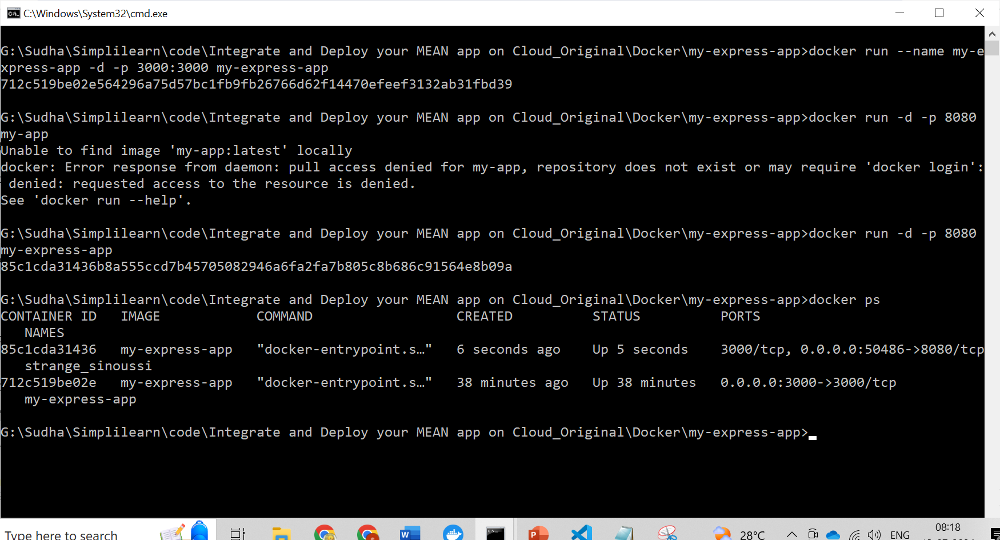 C:\Windows\System32\cmd.exe
G:\Sudha\Simplilearn\code\Integrate and Deploy your MEAN app on Cloud_Original\Docker\my-express-app>docker run --name my-e
xpress-app -d -p 3000:3000 my-express-app
712c519be02e564296a75d57bc1fb9fb26766d62f14470efeef3132ab31fbd39
G:\Sudha\Simplilearn\code\Integrate and Deploy your MEAN app on Cloud_Original\Docker\my-express-app>docker run -d -p 8080
my-app
Unable to find image 'my-app:latest' locally
docker: Error response from daemon: pull access denied for my-app, repository does not exist or may require 'docker login':
 denied: requested access to the resource is denied.
See 'docker run --help'.
G:\Sudha\Simplilearn\code\Integrate and Deploy your MEAN app on Cloud_Original\Docker\my-express-app>docker run -d -p 8080
my-express-app
85c1cda31436b8a555ccd7b45705082946a6fa2fa7b805c8b686c91564e8b09a
G:\Sudha\Simplilearn\code\Integrate and Deploy your MEAN app on Cloud_Original\Docker\my-express-app>docker ps
CONTAINER ID   IMAGE            COMMAND                  CREATED          STATUS          PORTS
   NAMES
85c1cda31436   my-express-app   "docker-entrypoint.s…"   6 seconds ago    Up 5 seconds    3000/tcp, 0.0.0.0:50486->8080/tcp
   strange_sinoussi
712c519be02e   my-express-app   "docker-entrypoint.s…"   38 minutes ago   Up 38 minutes   0.0.0.0:3000->3000/tcp
   my-express-app
G:\Sudha\Simplilearn\code\Integrate and Deploy your MEAN app on Cloud_Original\Docker\my-express-app>
Type here to search
28°C
ENG
08:18